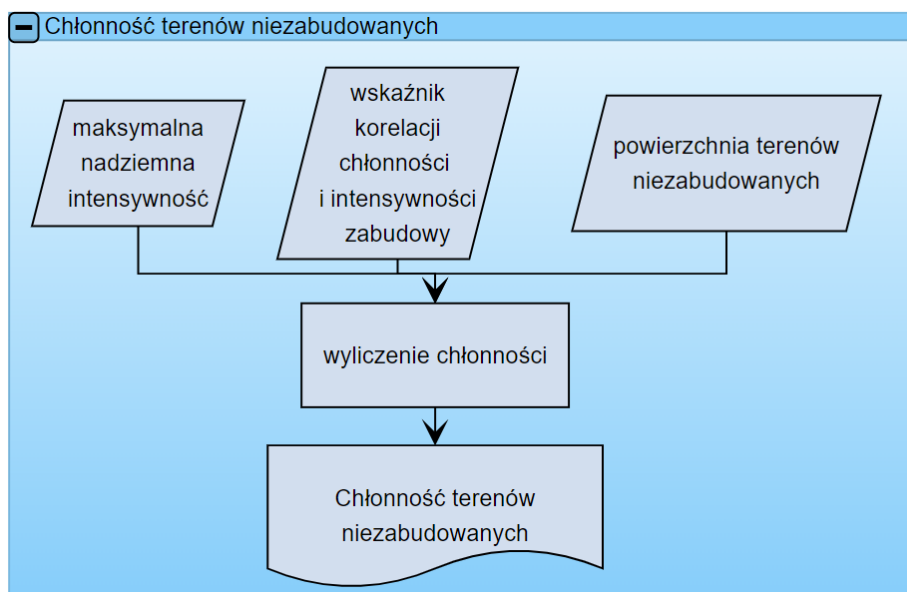 Chłonność terenów niezabudowanych
maksymalna
nadziemna
intensywność
wskaźnik
korelacji
chłonności
i intensywności
zabudowy
powierzchnia terenów
niezabudowanych
wyliczenie chłonności
Chłonność terenów
niezabudowanych